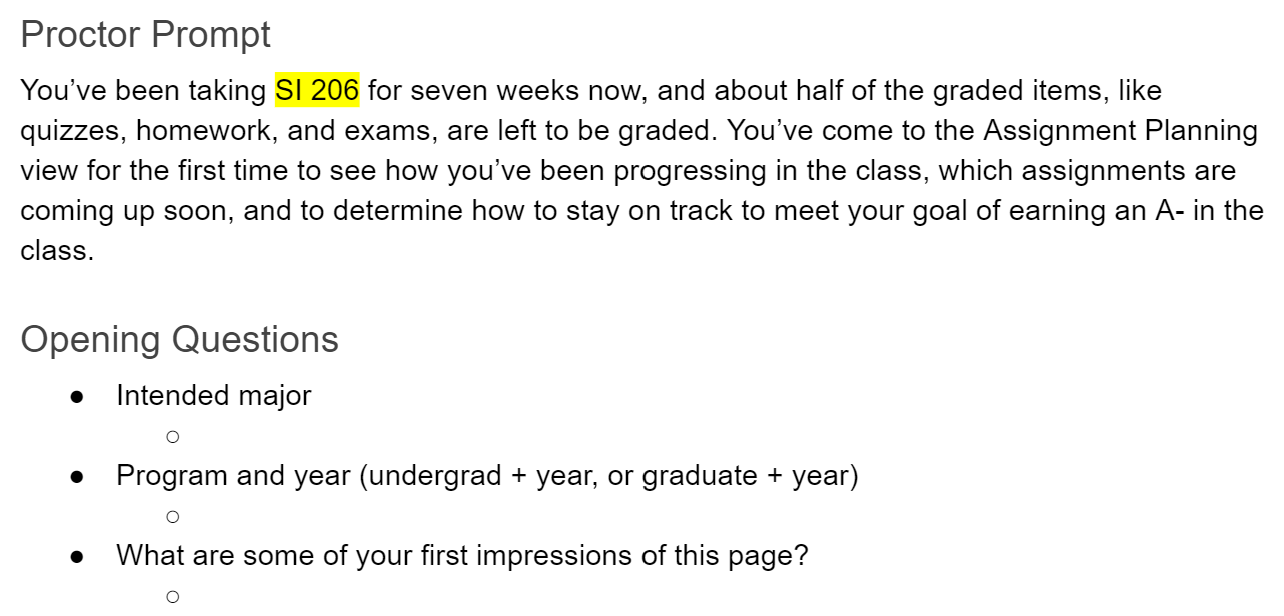 Proctor Prompt
You’ve been taking SI 206 for seven weeks now, and about half of the graded items, like
quizzes, homework, and exams, are left to be graded. You’ve come to the Assignment Planning
view for the first time to see how you’ve been progressing in the class, which assignments are
coming up soon, and to determine how to stay on track to meet your goal of earning an A- in the
class.
Opening Questions
● Intended major
○
● Program and year (undergrad + year, or graduate + year)
○
● What are some of your first impressions of this page?
○